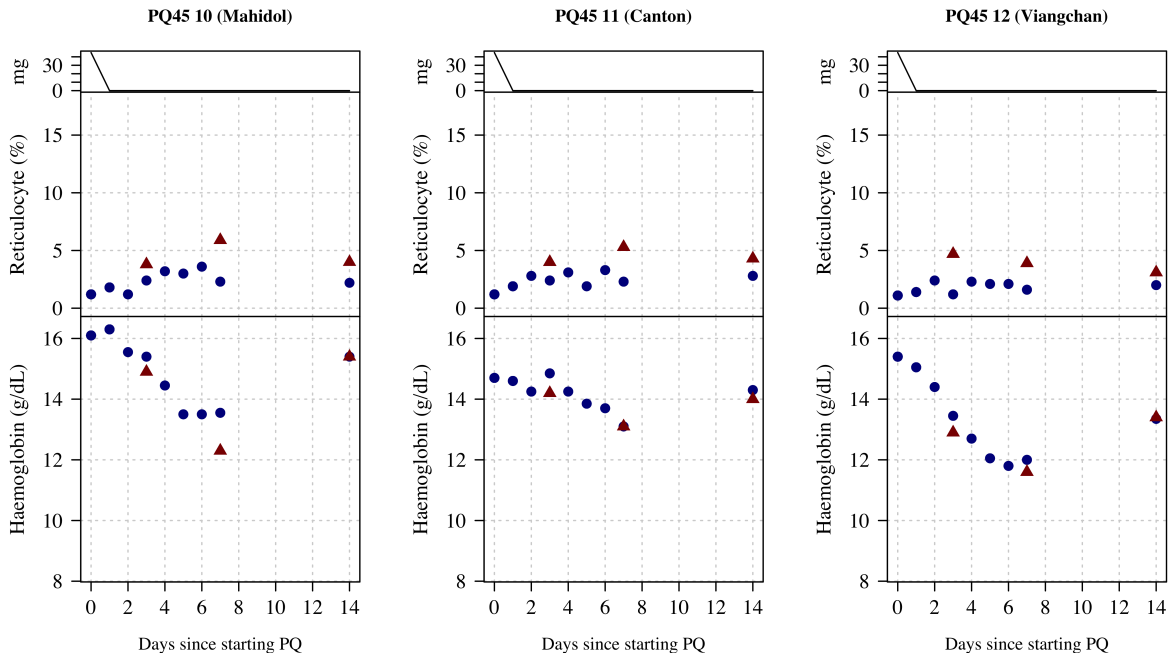 PQ45 10 (Mahidol)
mg
30
0
Reticulocyte (%)
15
10
5
0
Haemoglobin (g/dL)
16
14
12
10
8
0 2 4 6 8 10 12 14
Days since starting PQ
PQ45 11 (Canton)
mg
30
0
Reticulocyte (%)
15
10
5
0
Haemoglobin (g/dL)
16
14
12
10
8
0 2 4 6 8 10 12 14
Days since starting PQ
PQ45 12 (Viangchan)
mg
30
0
Reticulocyte (%)
15
10
5
0
Haemoglobin (g/dL)
16
14
12
10
8
0 2 4 6 8 10 12 14
Days since starting PQ